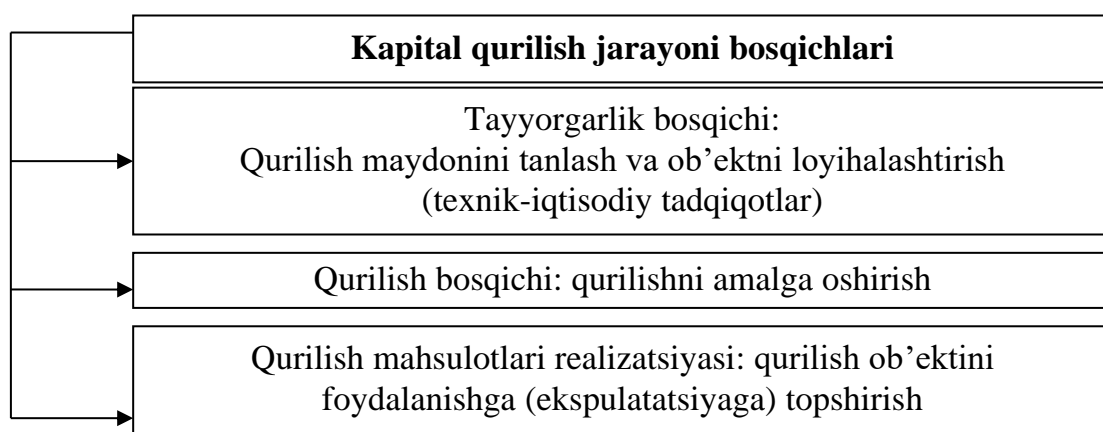 Kapital qurilish jarayoni bosqichlari
Tayyorgarlik bosqichi:
Qurilish maydonini tanlash va ob’ektni loyihalashtirish
(texnik-iqtisodiy tadqiqotlar)
Qurilish bosqichi: qurilishni amalga oshirish
Qurilish mahsulotlari realizatsiyasi: qurilish ob’ektini
foydalanishga (ekspulatatsiyaga) topshirish